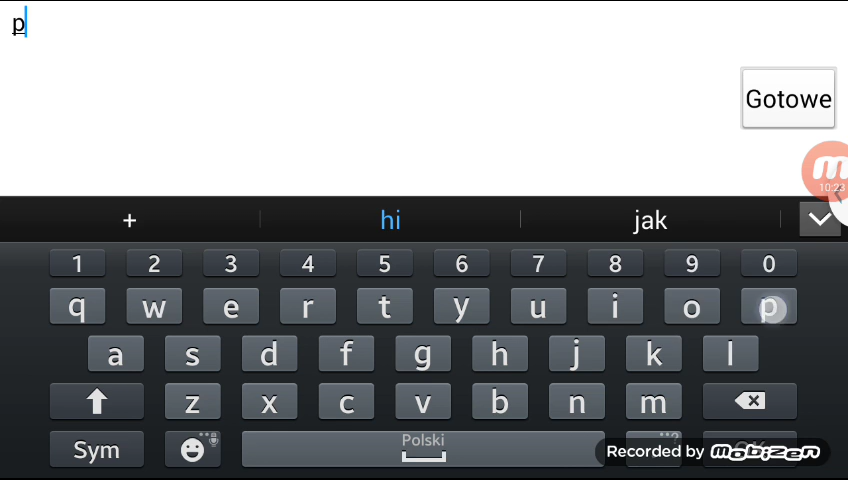 p
Gotowe
10:23
+ hi jak
1 2 3 4 5 6 7 8 9 0
q w e r t y u i o p
a s d f g h j k l
z x c v b n m
Sym Polski
Recorded by mobizen